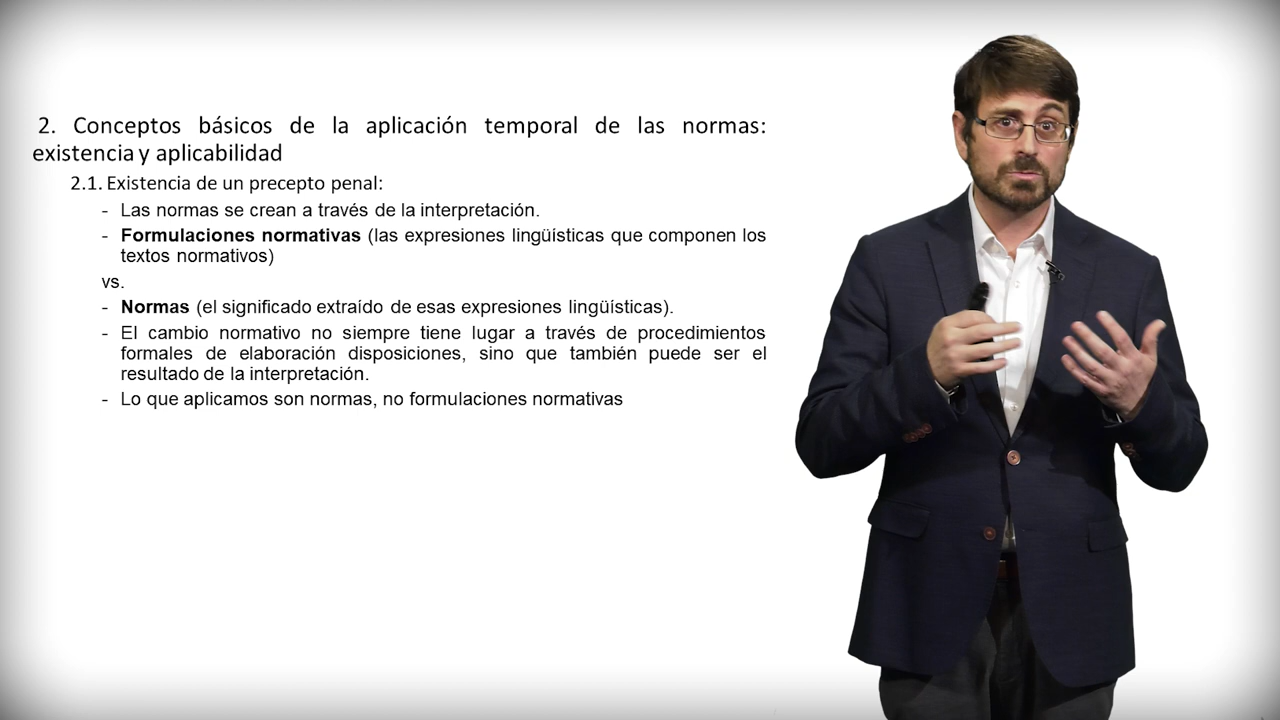 2. Conceptos básicos de la aplicación temporal de las normas:
existencia y aplicabilidad
2.1. Existencia de un precepto penal:
- Las normas se crean a través de la interpretación.
- Formulaciones normativas (las expresiones lingüísticas que componen los
textos normativos)
vs.
- Normas (el significado extraído de esas expresiones lingüísticas).
- El cambio normativo no siempre tiene lugar a través de procedimientos
formales de elaboración disposiciones, sino que también puede ser el
resultado de la interpretación.
- Lo que aplicamos son normas, no formulaciones normativas